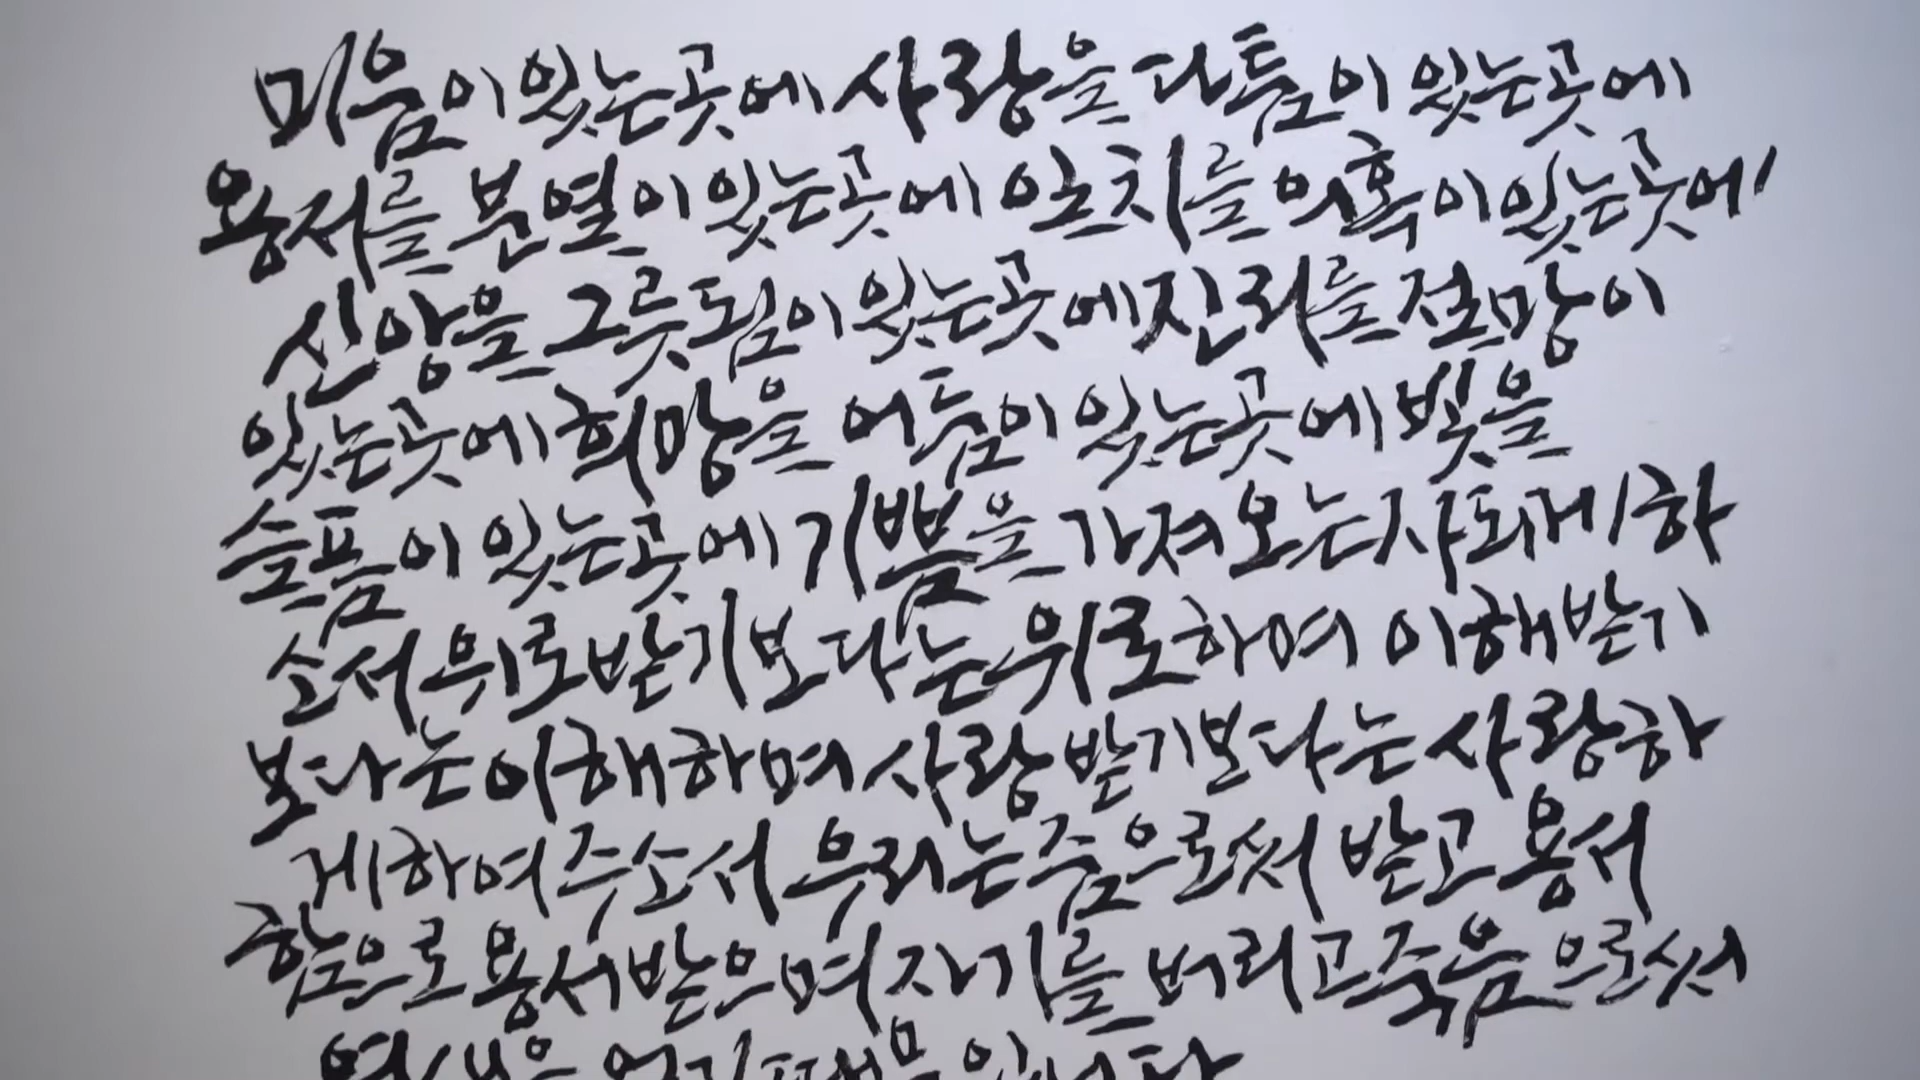 미움이 있는 곳에 사랑을 다툼이 있는 곳에
용서를 분열이 있는 곳에 일치를 의혹이 있는 곳에
신앙을 그릇됨이 있는 곳에 진리를 절망이
있는 곳에 희망을 어두움이 있는 곳에 빛을
슬픔이 있는 곳에 기쁨을 가져오는 자 되게 하
소서 위로받기보다는 위로하며 이해받기
보다는 이해하며 사랑받기보다는 사랑하
게 하여 주소서 우리는 줌으로써 받고 용서
함으로 용서받으며 자기를 버리고 죽음으로써